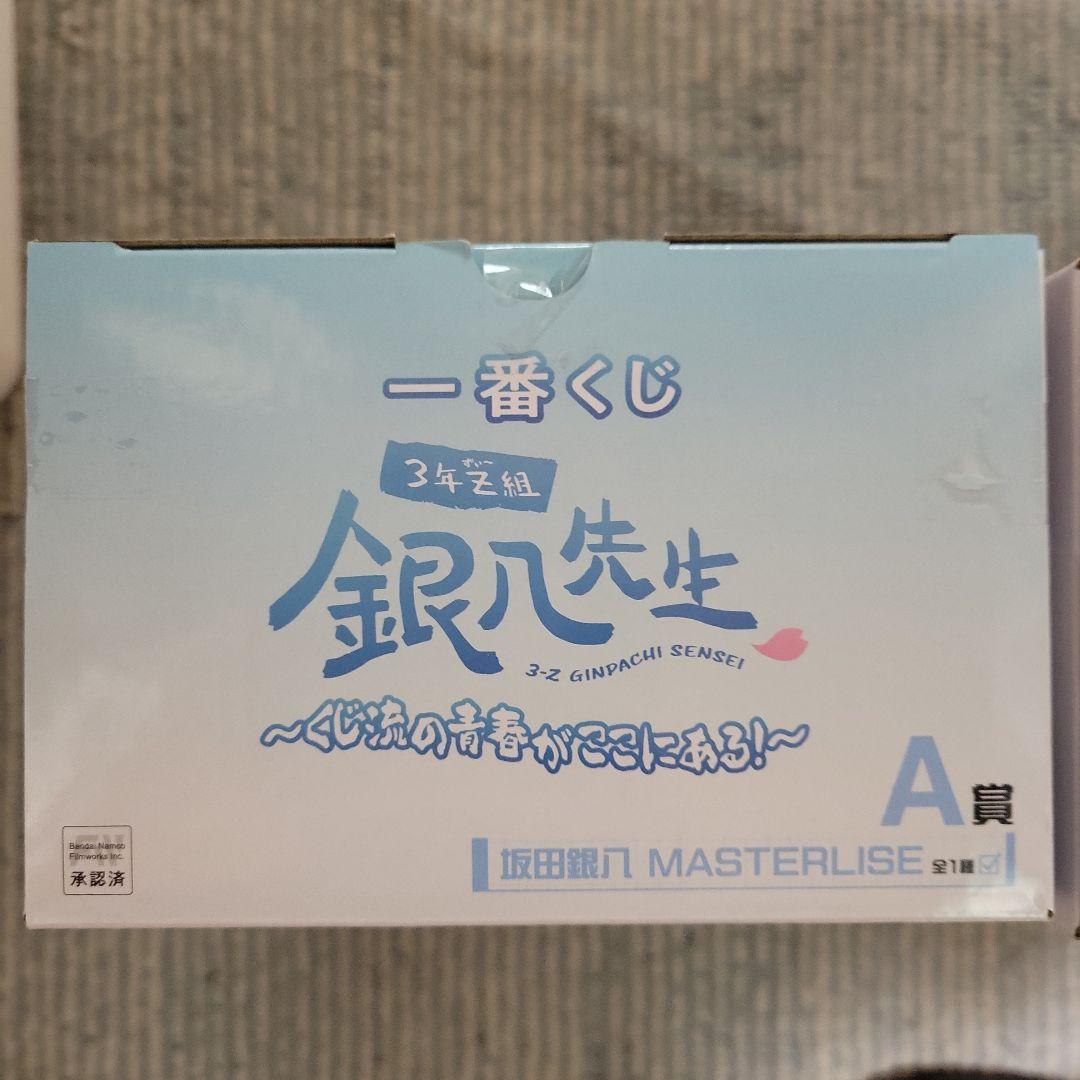 一番くじ
3年Z組
ずぃ〜
銀八先生
3-Z GINPACHI SENSEI
〜くじ流の青春がここにある!〜
A賞
坂田銀八 MASTERLISE 全1種
Bandai Namco
Filmworks Inc.
承認済